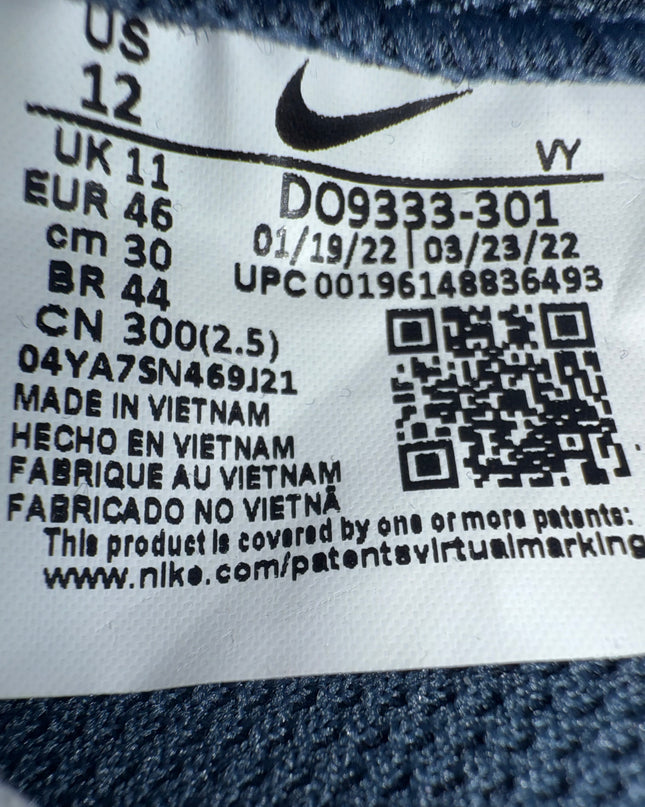 US
12
UK 11
EUR 46
cm 30
BR 44
CN 300(2.5)
04YA7SN469J21
MADE IN VIETNAM
HECHO EN VIETNAM
FABRIQUE AU VIETNAM
FABRICADO NO VIETNÃ
VY
DO9333-301
01/19/22 | 03/23/22
UPC 00196148836493
This product is covered by one or more patents:
www.nike.com/patentsvirtualmarking